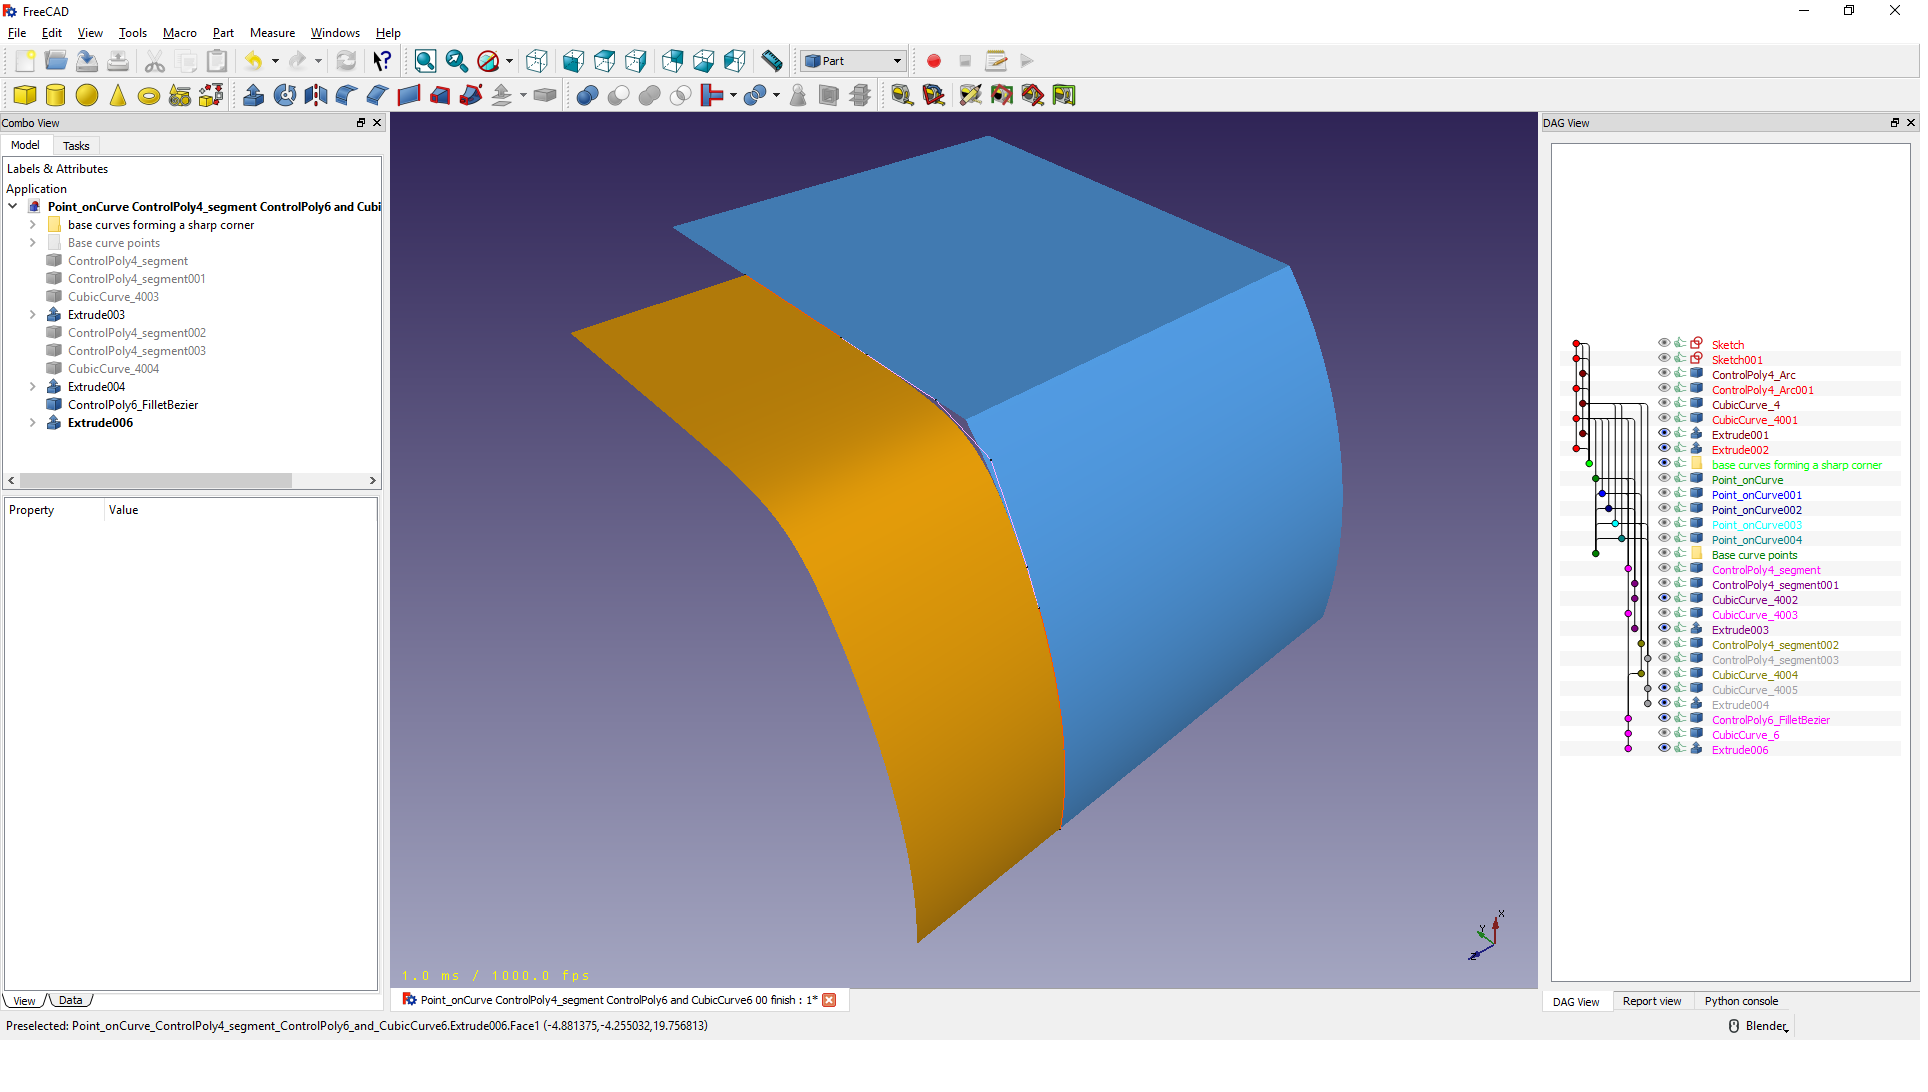 FreeCAD
File Edit View Tools Macro Part Measure Windows Help
Part
Combo View
Model Tasks
Labels & Attributes
Application
Point_onCurve ControlPoly4_segment ControlPoly6 and Cubi
base curves forming a sharp corner
Base curve points
ControlPoly4_segment
ControlPoly4_segment001
CubicCurve_4003
Extrude003
ControlPoly4_segment002
ControlPoly4_segment003
CubicCurve_4004
Extrude004
ControlPoly6_FilletBezier
Extrude006
Property Value
View Data
1.0 ms / 1000.0 fps
X
Y
Z
Point_onCurve ControlPoly4_segment ControlPoly6 and CubicCurve6 00 finish : 1*
DAG View
Sketch
Sketch001
ControlPoly4_Arc
ControlPoly4_Arc001
CubicCurve_4
CubicCurve_4001
Extrude001
Extrude002
base curves forming a sharp corner
Point_onCurve
Point_onCurve001
Point_onCurve002
Point_onCurve003
Point_onCurve004
Base curve points
ControlPoly4_segment
ControlPoly4_segment001
CubicCurve_4002
CubicCurve_4003
Extrude003
ControlPoly4_segment002
ControlPoly4_segment003
CubicCurve_4004
CubicCurve_4005
Extrude004
ControlPoly6_FilletBezier
CubicCurve_6
Extrude006
DAG View Report view Python console
Preselected: Point_onCurve_ControlPoly4_segment_ControlPoly6_and_CubicCurve6.Extrude006.Face1 (-4.881375,-4.255032,19.756813)
Blender